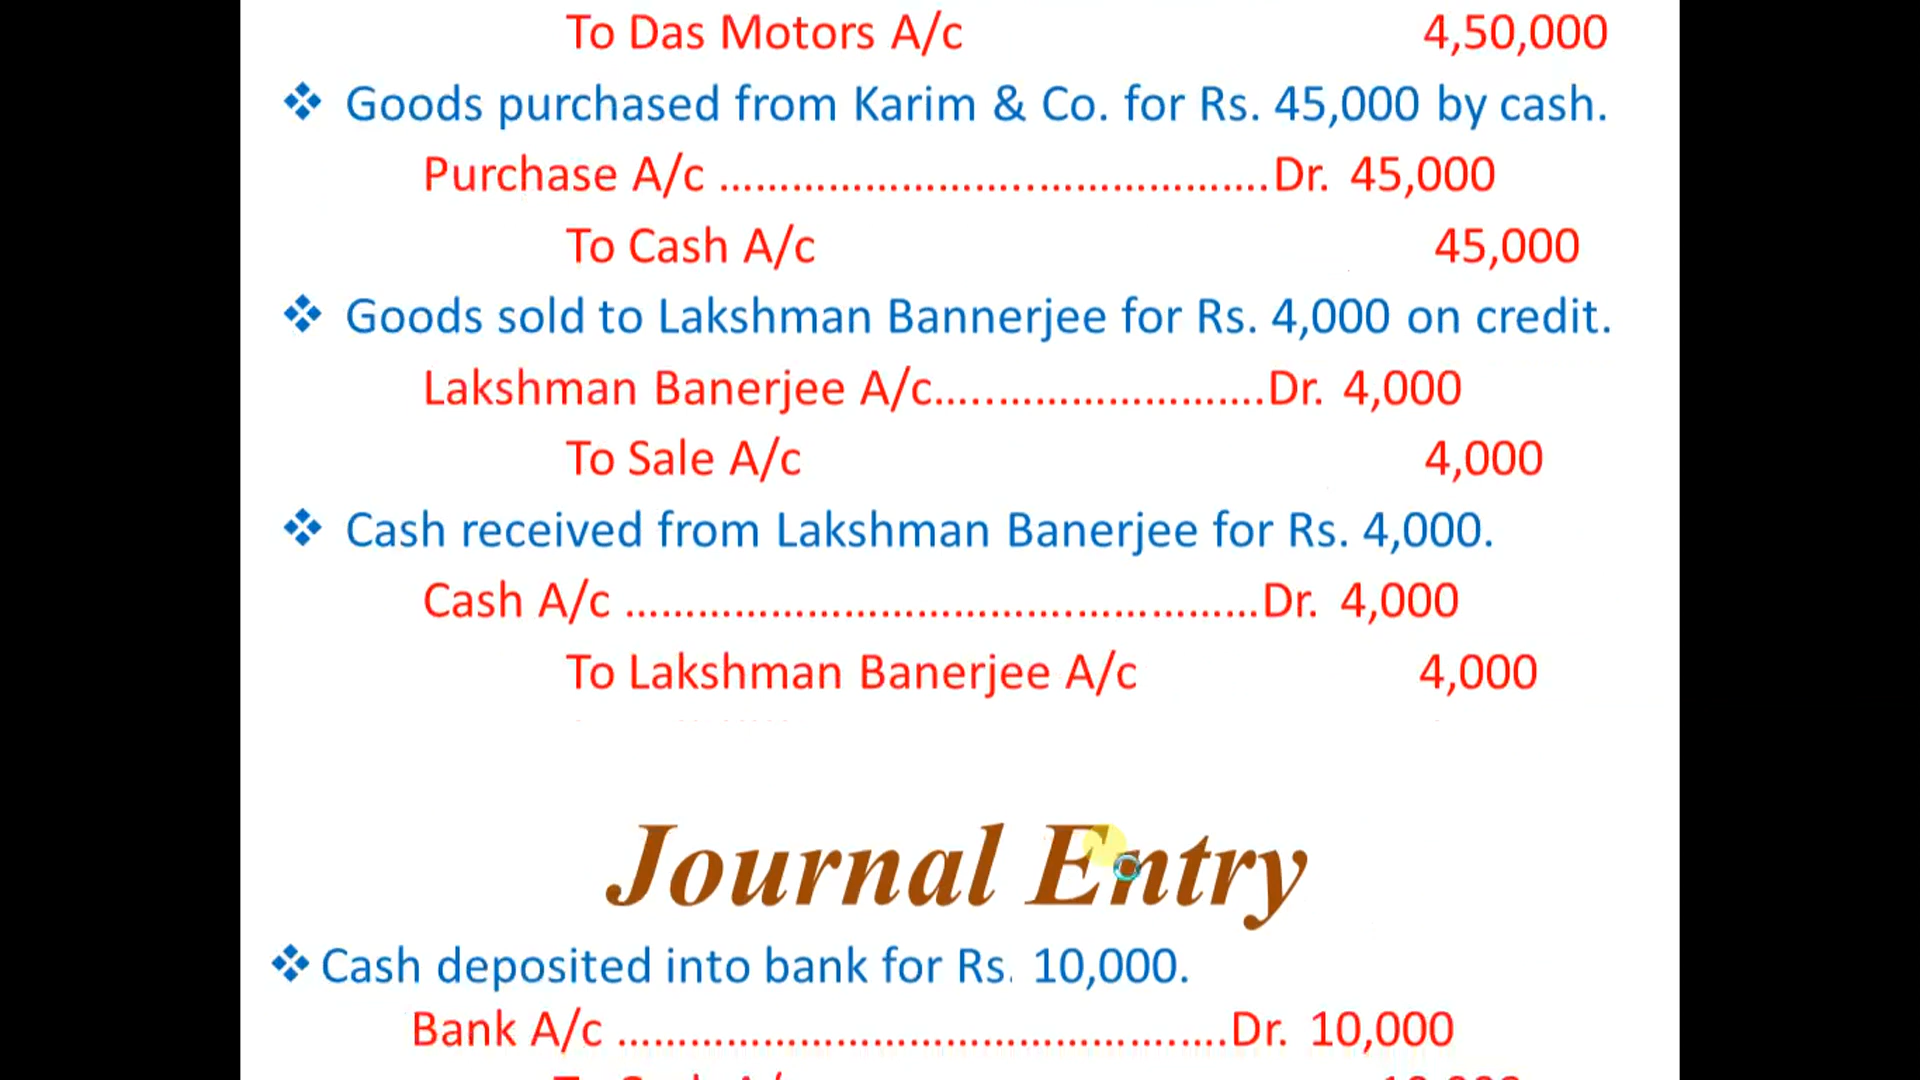 To Das Motors A/c 4,50,000
❖ Goods purchased from Karim & Co. for Rs. 45,000 by cash.
Purchase A/c ............................................Dr. 45,000
To Cash A/c 45,000
❖ Goods sold to Lakshman Bannerjee for Rs. 4,000 on credit.
Lakshman Banerjee A/c...........................Dr. 4,000
To Sale A/c 4,000
❖ Cash received from Lakshman Banerjee for Rs. 4,000.
Cash A/c ...................................................Dr. 4,000
To Lakshman Banerjee A/c 4,000
Journal Entry
❖ Cash deposited into bank for Rs. 10,000.
Bank A/c .................................................Dr. 10,000